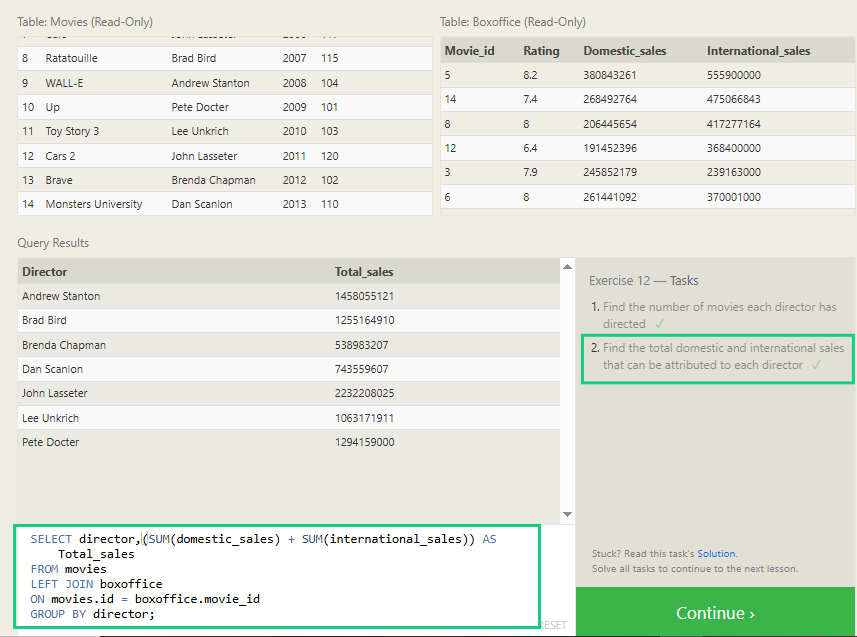 Table: Movies (Read-Only)
Table: Boxoffice (Read-Only)
8 Ratatouille Brad Bird 2007 115
9 WALL-E Andrew Stanton 2008 104
10 Up Pete Docter 2009 101
11 Toy Story 3 Lee Unkrich 2010 103
12 Cars 2 John Lasseter 2011 120
13 Brave Brenda Chapman 2012 102
14 Monsters University Dan Scanlon 2013 110
Movie_id Rating Domestic_sales International_sales
5 8.2 380843261 555900000
14 7.4 268492764 475066843
8 8 206445654 417277164
12 6.4 191452396 368400000
3 7.9 245852179 239163000
6 8 261441092 370001000
Query Results
Director Total_sales
Andrew Stanton 1458055121
Brad Bird 1255164910
Brenda Chapman 538983207
Dan Scanlon 743559607
John Lasseter 2232208025
Lee Unkrich 1063171911
Pete Docter 1294159000
Exercise 12 — Tasks
1. Find the number of movies each director has
directed ✓
2. Find the total domestic and international sales
that can be attributed to each director ✓
SELECT director,(SUM(domestic_sales) + SUM(international_sales)) AS
Total_sales
FROM movies
LEFT JOIN boxoffice
ON movies.id = boxoffice.movie_id
GROUP BY director;
RESET
Stuck? Read this task's Solution.
Solve all tasks to continue to the next lesson.
Continue ›